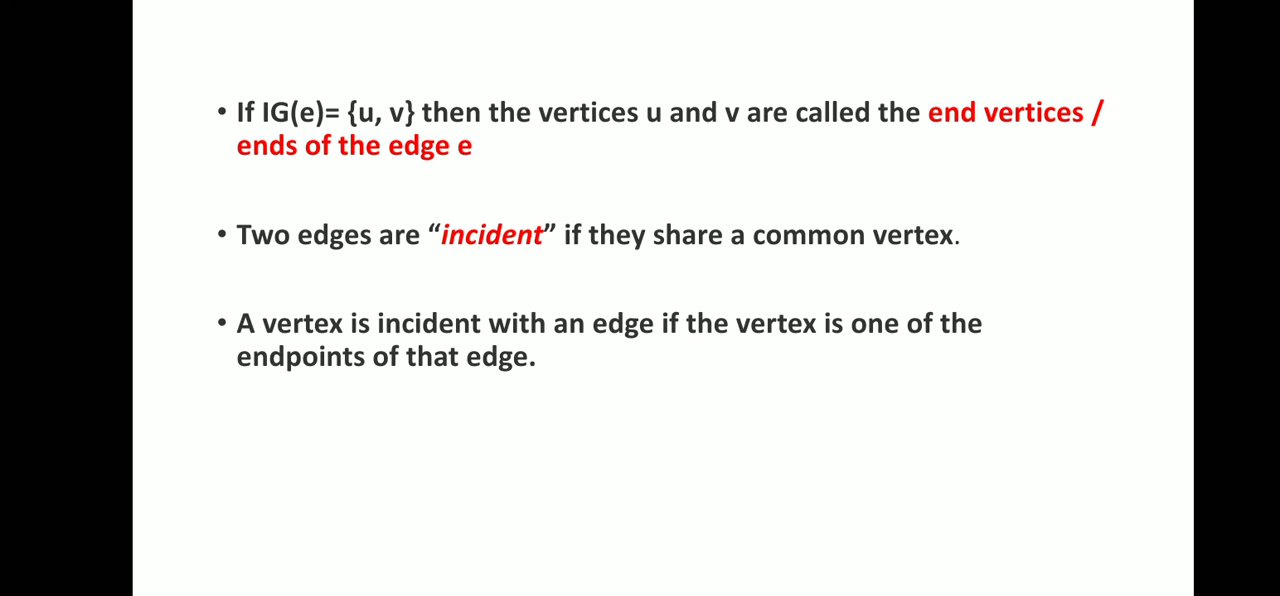 • If IG(e)= {u, v} then the vertices u and v are called the end vertices /
ends of the edge e
• Two edges are “incident” if they share a common vertex.
• A vertex is incident with an edge if the vertex is one of the
endpoints of that edge.